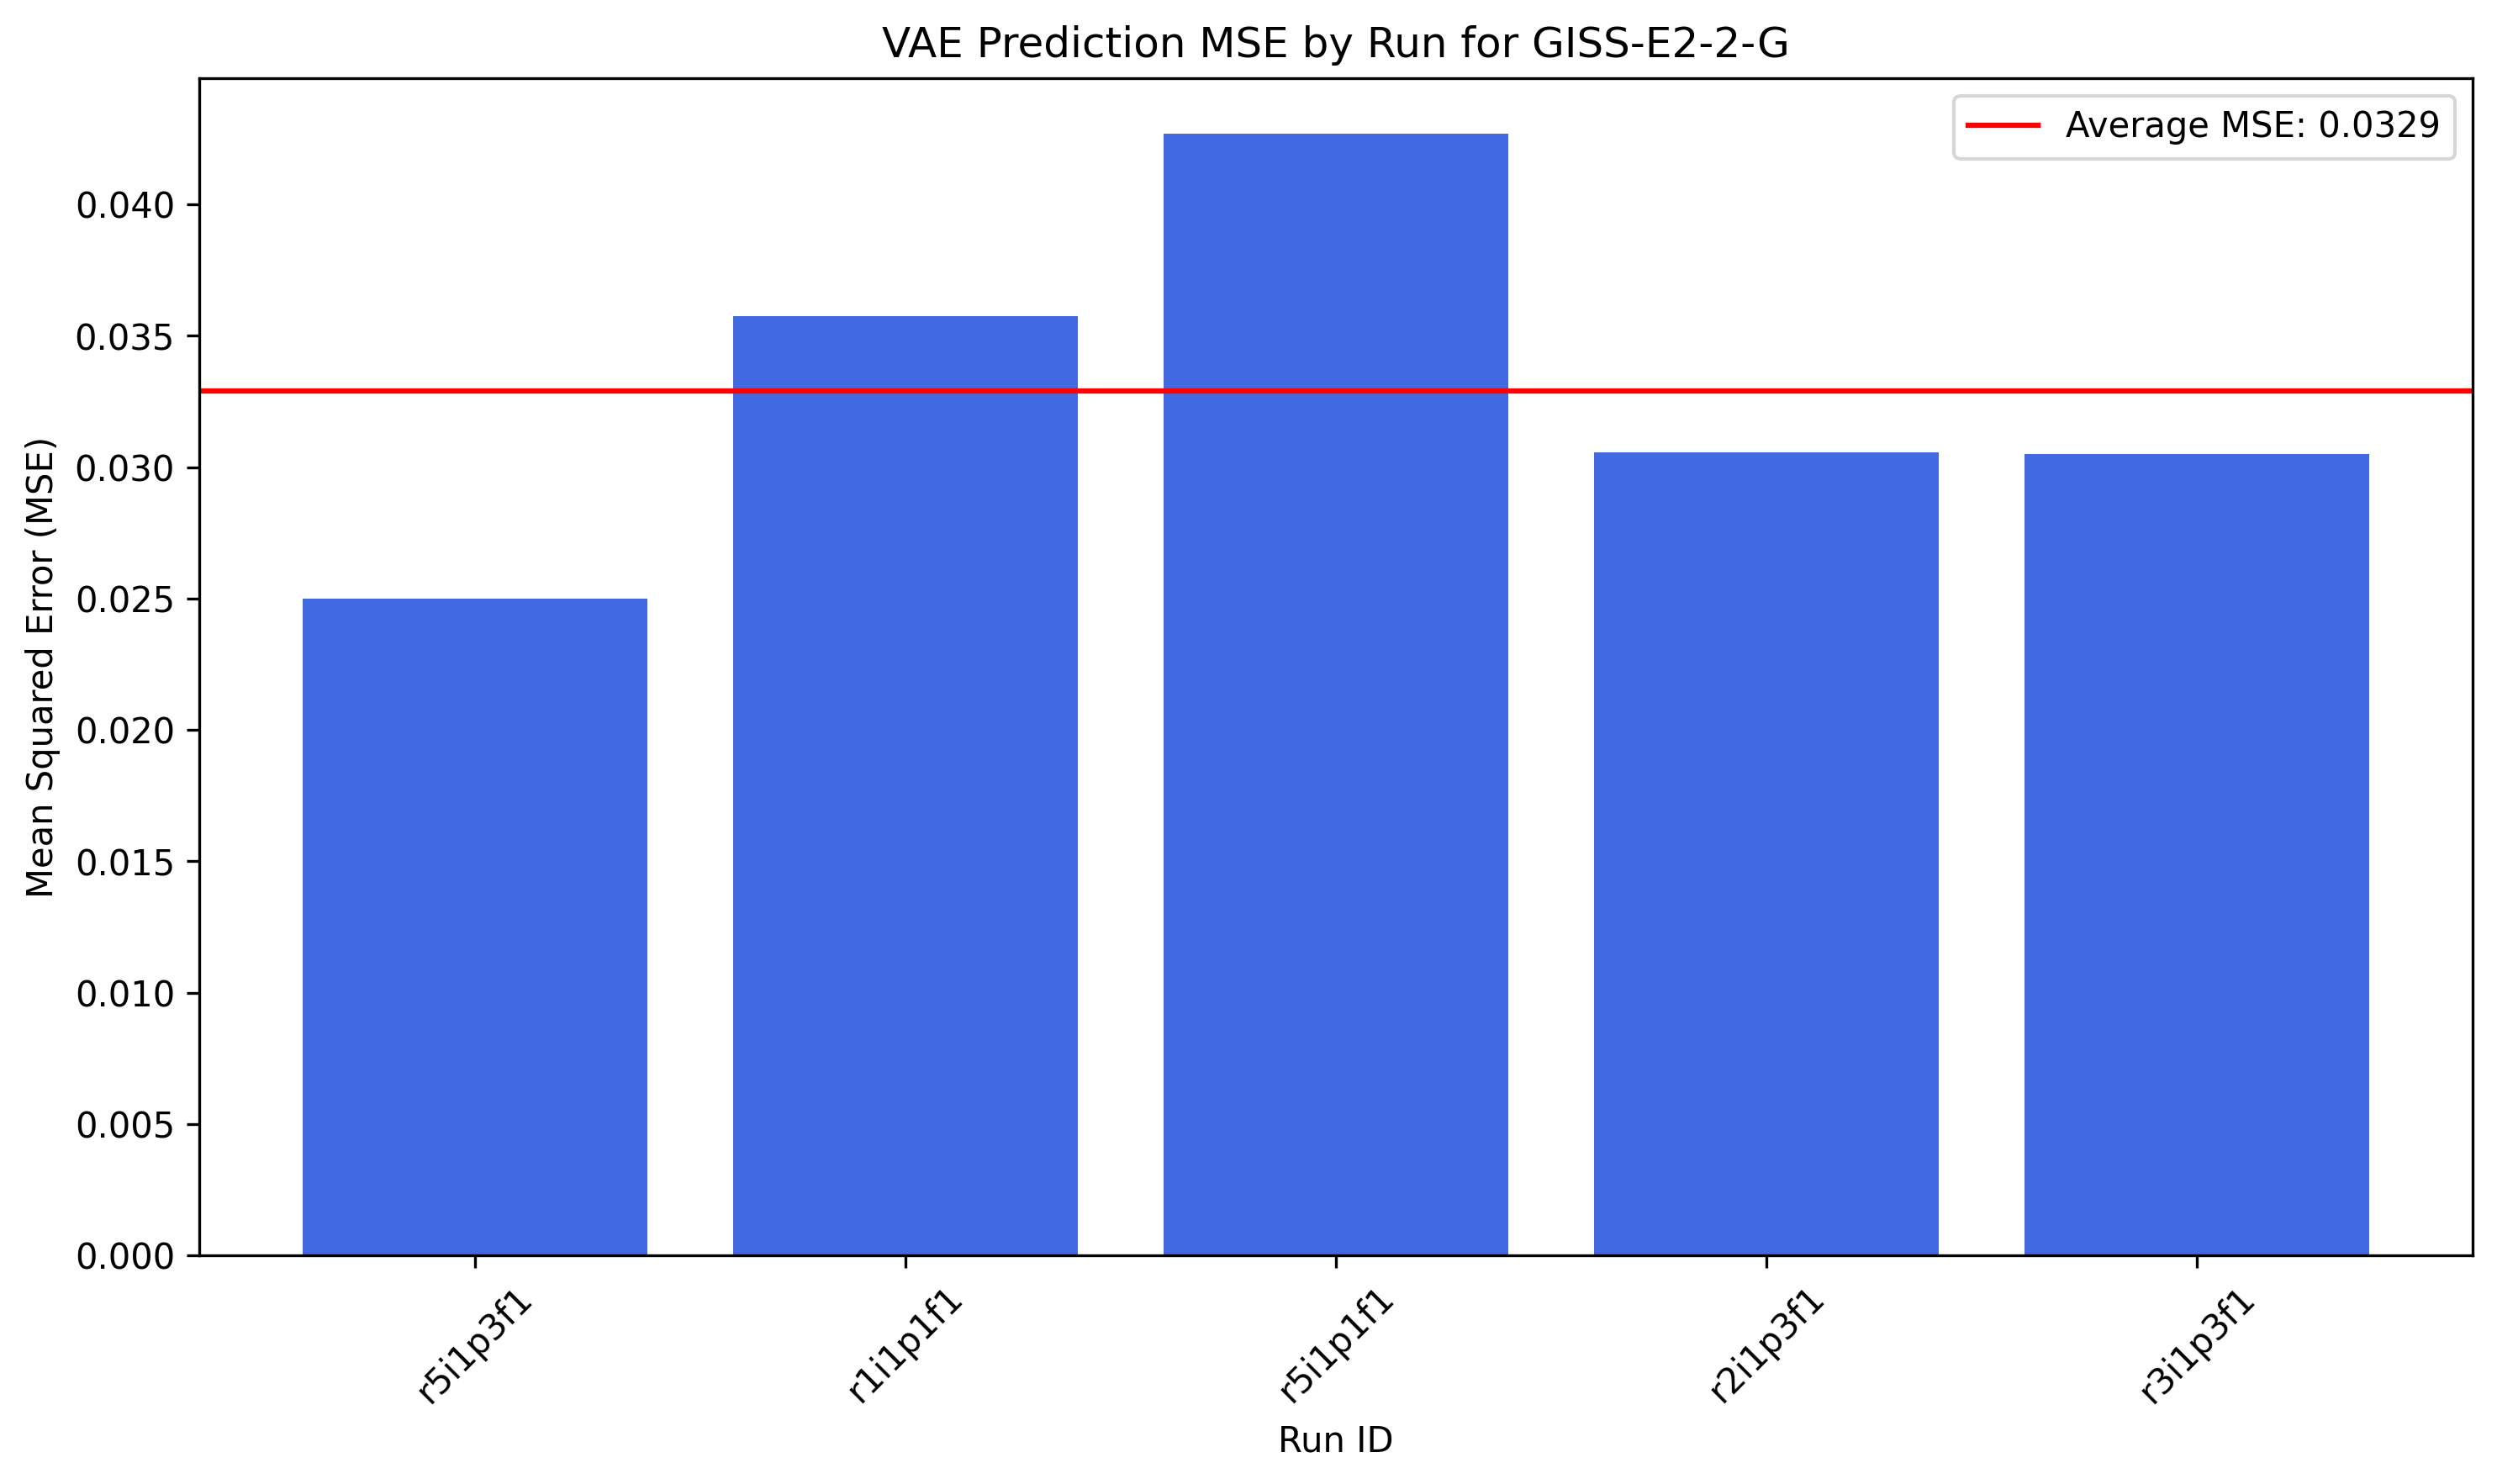 VAE Prediction MSE by Run for GISS-E2-2-G
Average MSE: 0.0329
Mean Squared Error (MSE)
0.040
0.035
0.030
0.025
0.020
0.015
0.010
0.005
0.000
r5i1p3f1
r1i1p1f1
r5i1p1f1
r2i1p3f1
r3i1p3f1
Run ID